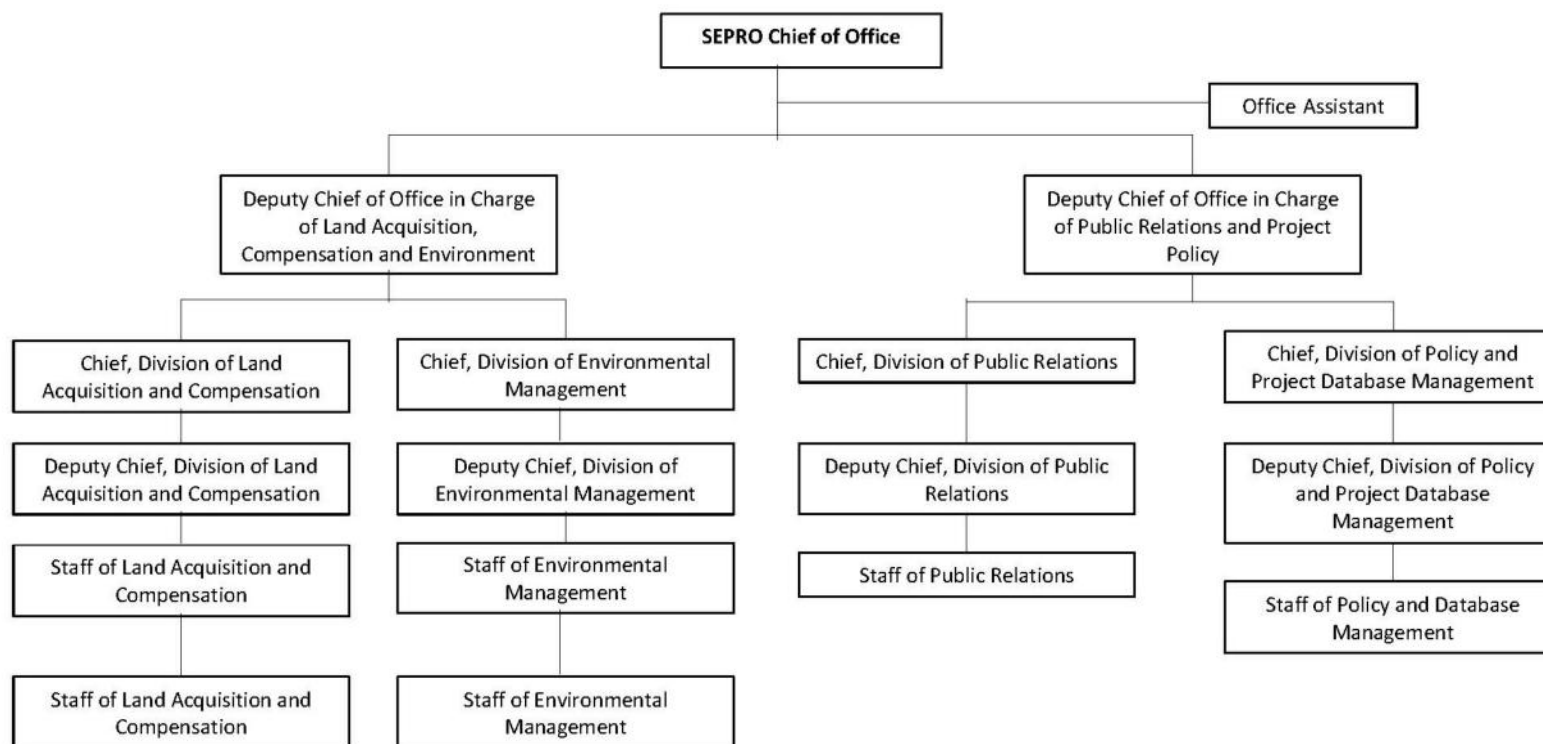 SEPRO Chief of Office
Office Assistant
Deputy Chief of Office in Charge
of Land Acquisition,
Compensation and Environment
Deputy Chief of Office in Charge
of Public Relations and Project
Policy
Chief, Division of Land
Acquisition and Compensation
Chief, Division of Environmental
Management
Chief, Division of Public Relations
Chief, Division of Policy and
Project Database Management
Deputy Chief, Division of Land
Acquisition and Compensation
Deputy Chief, Division of
Environmental Management
Deputy Chief, Division of Public
Relations
Deputy Chief, Division of Policy
and Project Database
Management
Staff of Land Acquisition and
Compensation
Staff of Environmental
Management
Staff of Public Relations
Staff of Policy and Database
Management
Staff of Land Acquisition and
Compensation
Staff of Environmental
Management